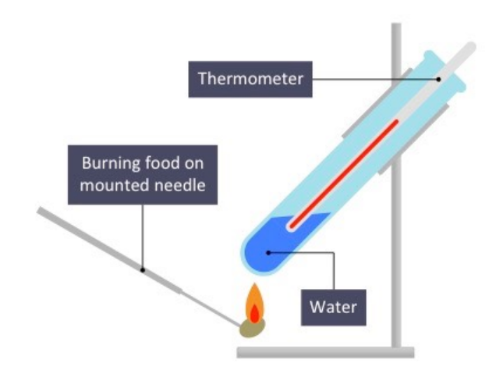 Thermometer
Burning food on
mounted needle
Water